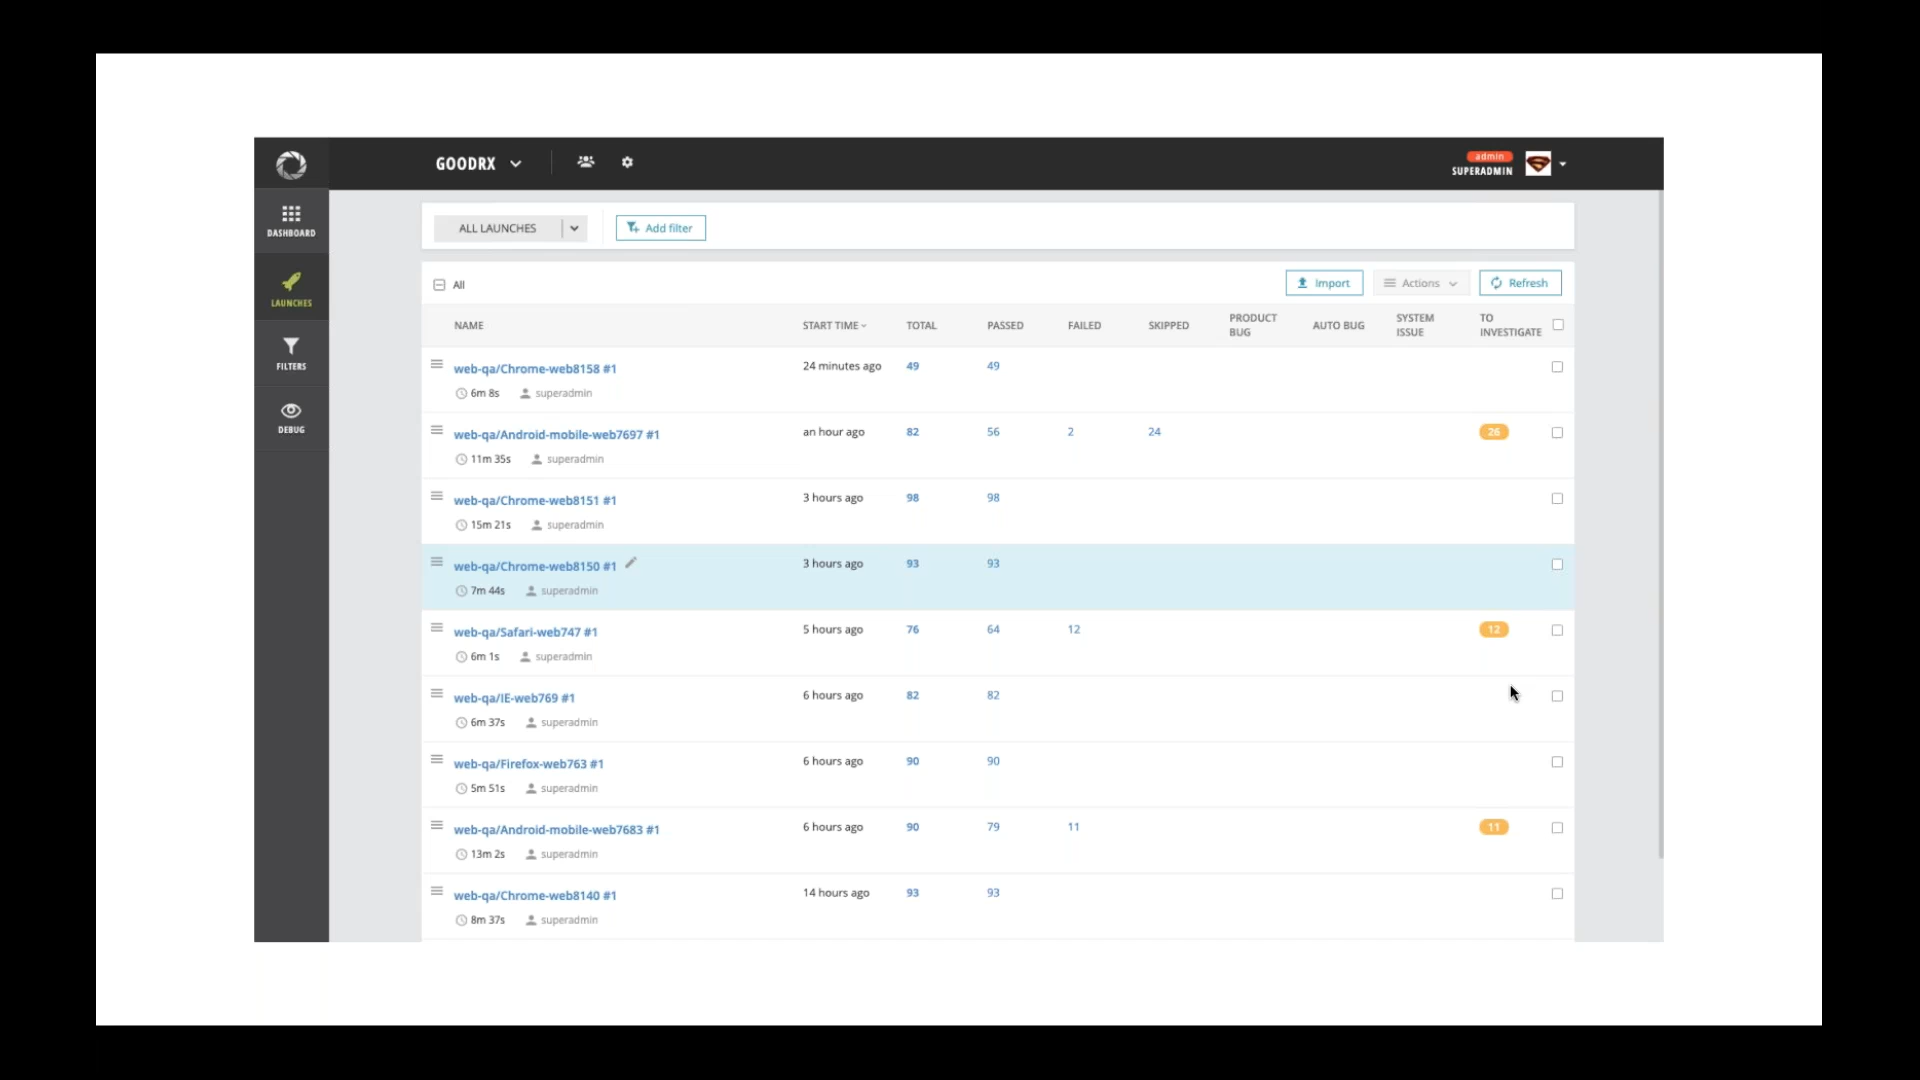 GOODRX
admin
SUPERADMIN
DASHBOARD
LAUNCHES
FILTERS
DEBUG
ALL LAUNCHES
Add filter
All
Import
Actions
Refresh
NAME START TIME TOTAL PASSED FAILED SKIPPED PRODUCT BUG AUTO BUG SYSTEM ISSUE TO INVESTIGATE
web-qa/Chrome-web8158 #1 24 minutes ago 49 49
6m 8s superadmin
web-qa/Android-mobile-web7697 #1 an hour ago 82 56 2 24 26
11m 35s superadmin
web-qa/Chrome-web8151 #1 3 hours ago 98 98
15m 21s superadmin
web-qa/Chrome-web8150 #1 3 hours ago 93 93
7m 44s superadmin
web-qa/Safari-web747 #1 5 hours ago 76 64 12 12
6m 1s superadmin
web-qa/IE-web769 #1 6 hours ago 82 82
6m 37s superadmin
web-qa/Firefox-web763 #1 6 hours ago 90 90
5m 51s superadmin
web-qa/Android-mobile-web7683 #1 6 hours ago 90 79 11 11
13m 2s superadmin
web-qa/Chrome-web8140 #1 14 hours ago 93 93
8m 37s superadmin